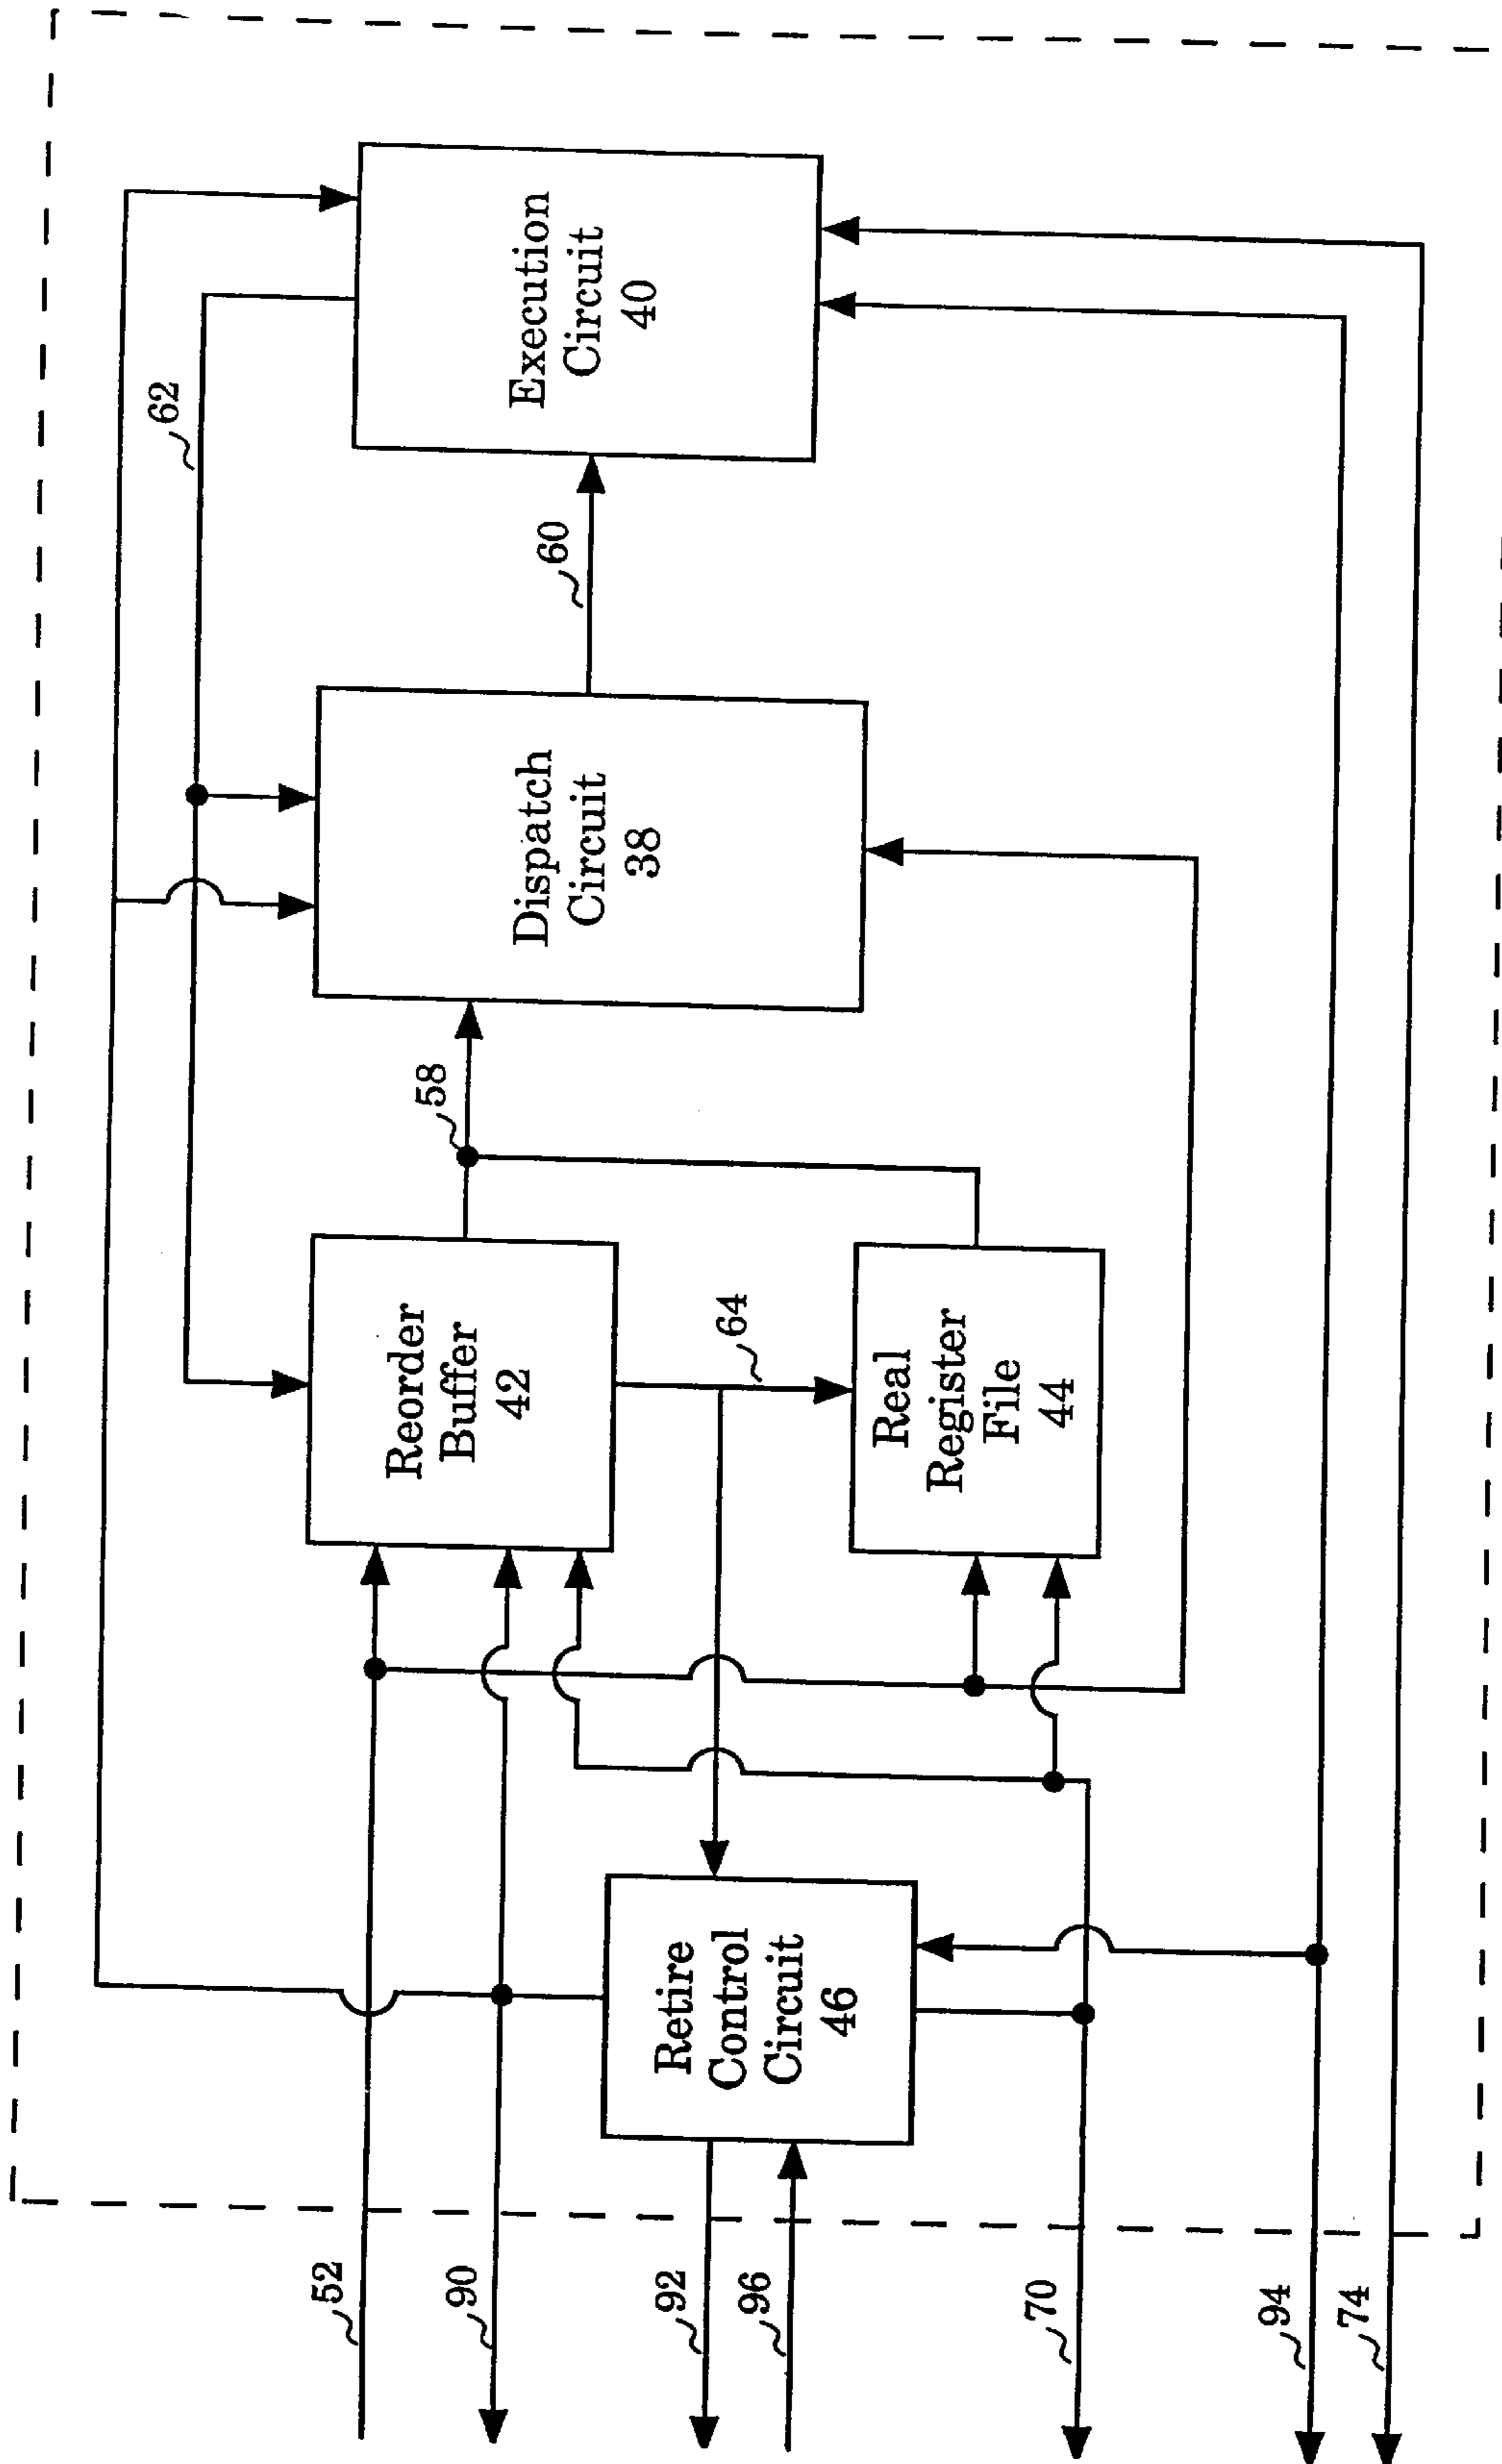 Execution
Circuit
40
62
60
Dispatch
Circuit
38
58
Reorder
Buffer
42
64
Real
Register
File
44
Retire
Control
Circuit
46
52
90
92
96
70
94
74